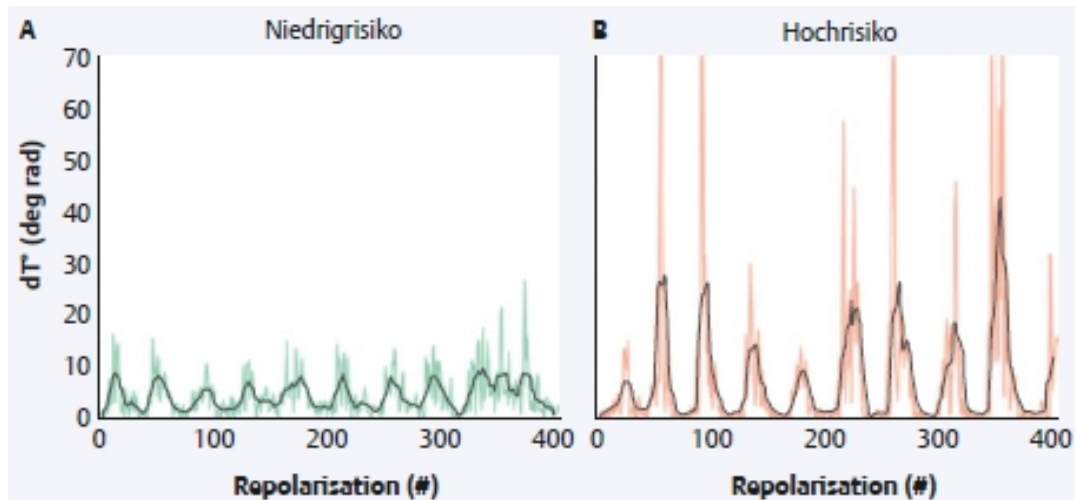 A Niedrigrisiko
B Hochrisiko
dT° (deg rad)
70
60
50
40
30
20
10
0
0 100 200 300 400
0 100 200 300 400
Repolarisation (#)
Repolarisation (#)